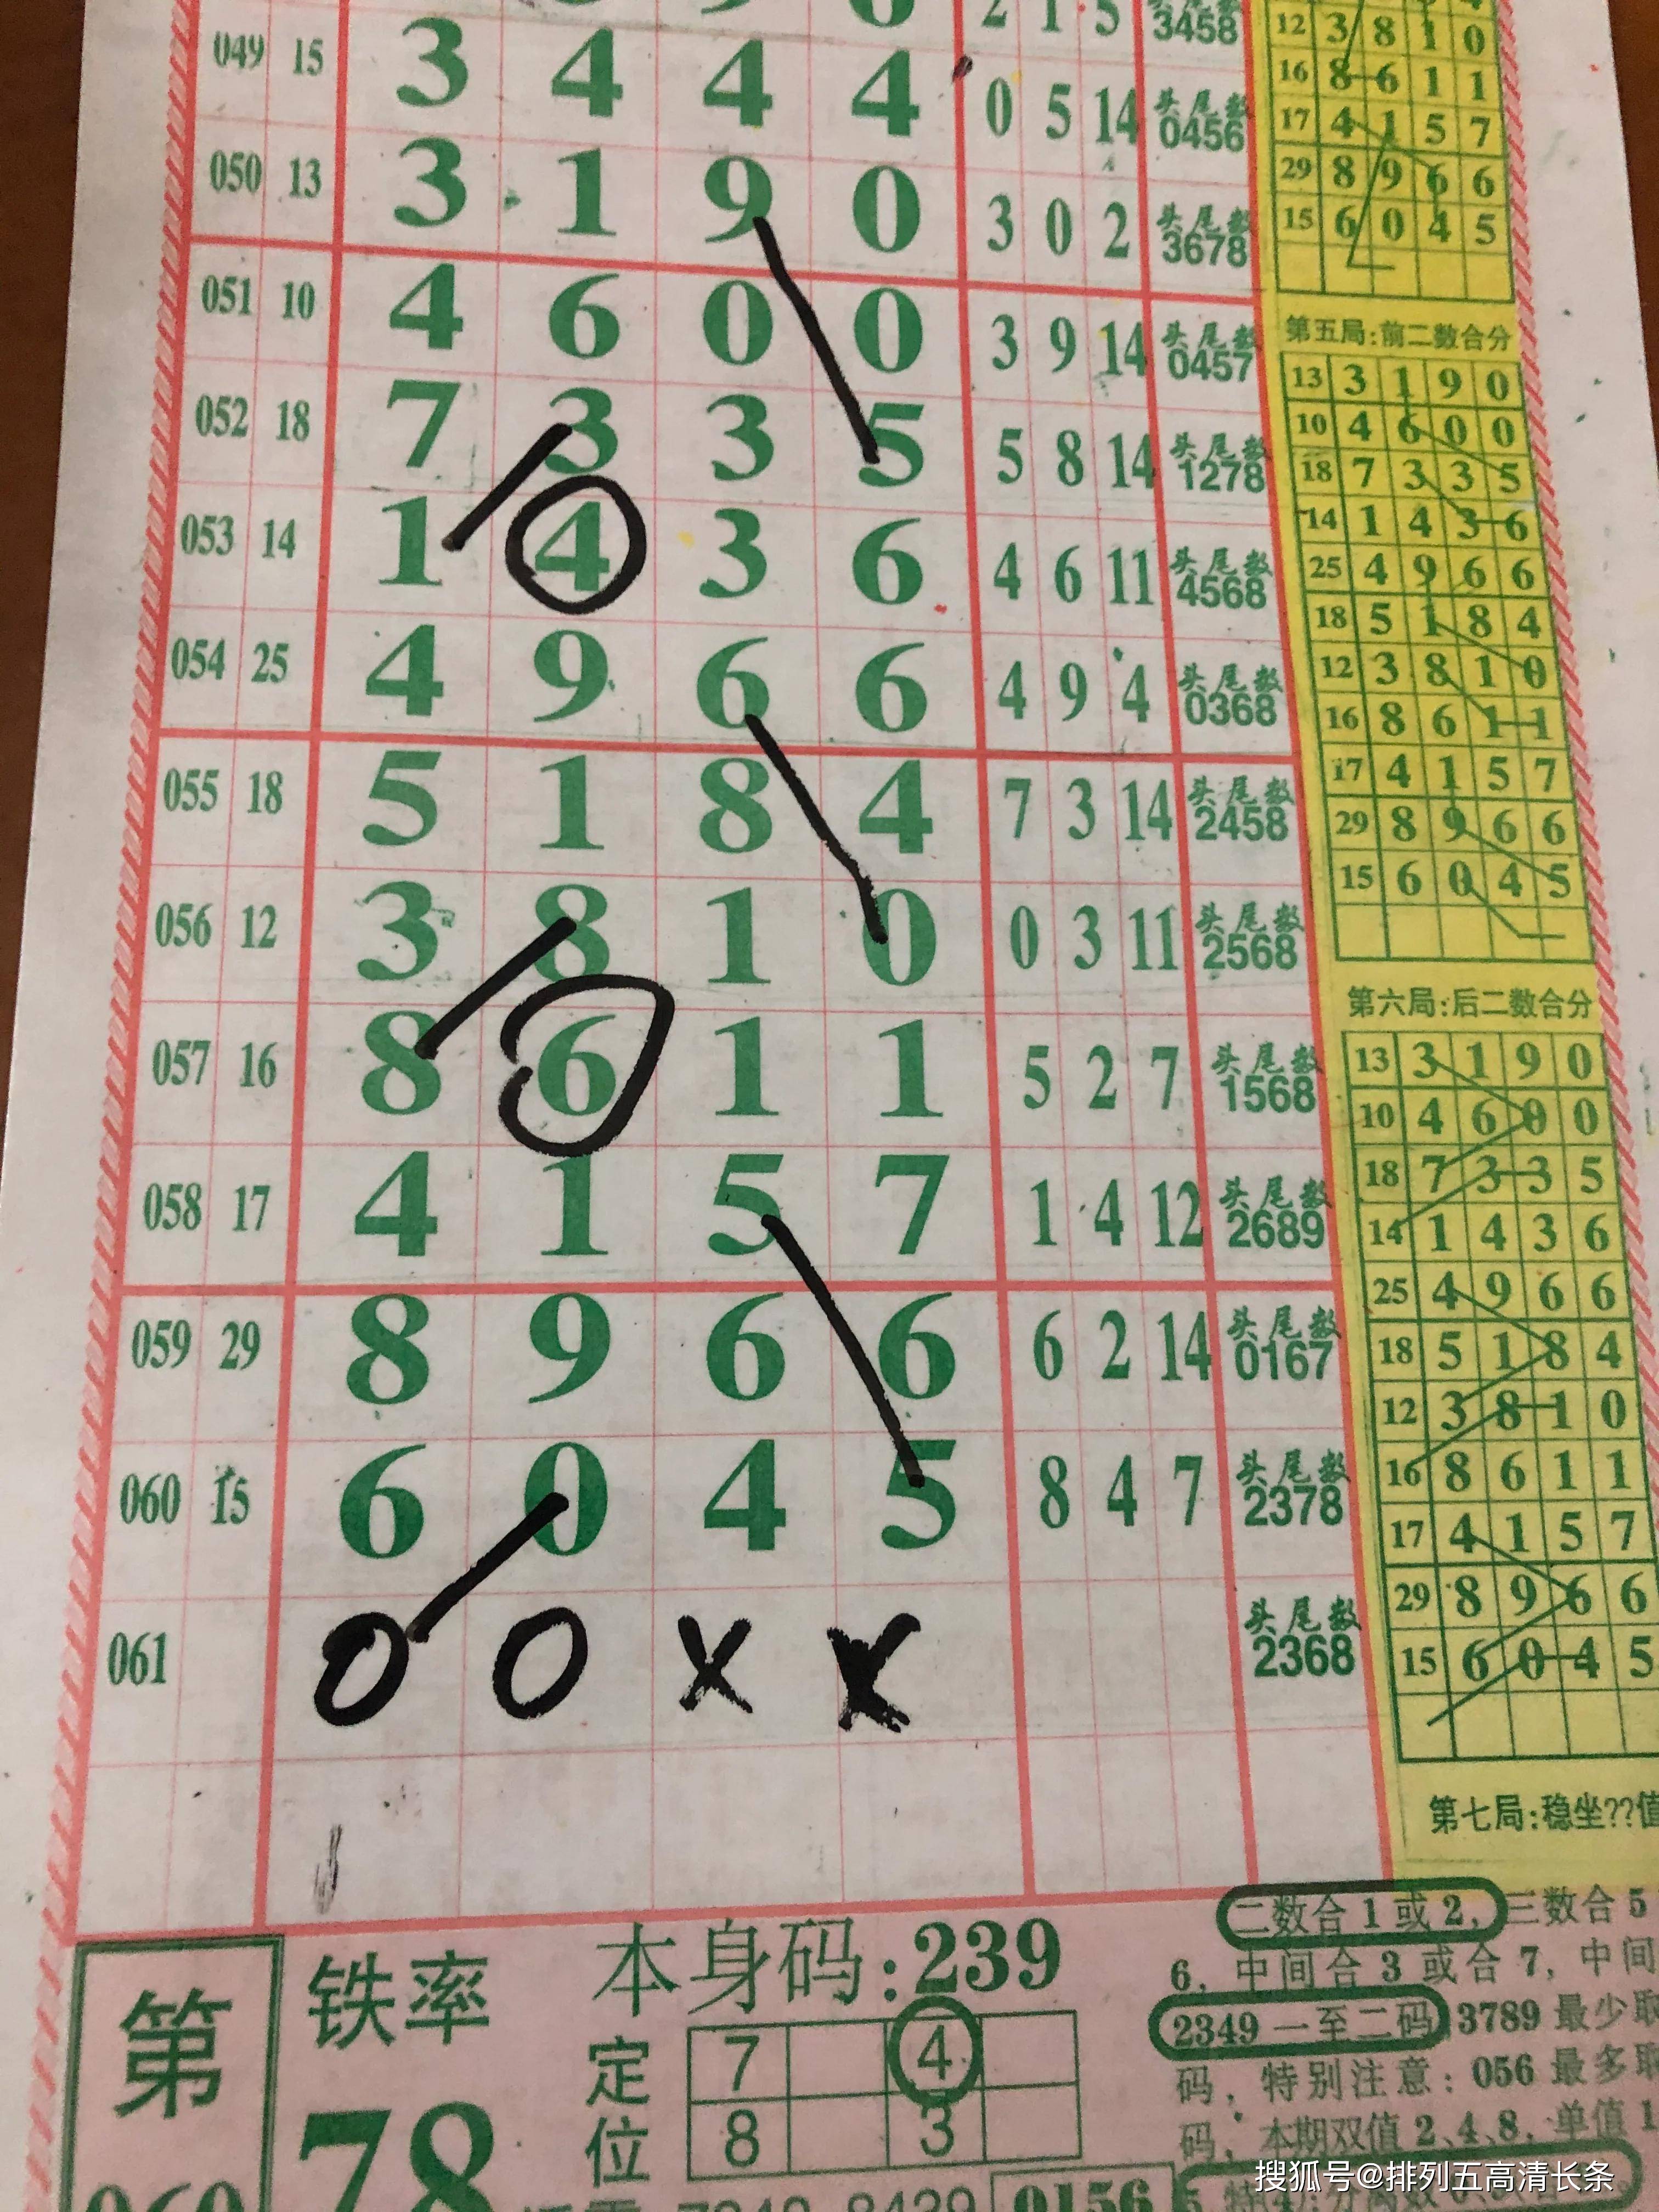 2 1 5 3458
049 15 3 4 4 4 0 5 14 头尾数 0456
050 13 3 1 9 0 3 0 2 头尾数 3678
051 10 4 6 0 0 3 9 14 头尾数 0457
052 18 7 3 3 5 5 8 14 头尾数 1278
053 14 1 4 3 6 4 6 11 头尾数 4568
054 25 4 9 6 6 4 9 4 头尾数 0368
055 18 5 1 8 4 7 3 14 头尾数 2458
056 12 3 8 1 0 0 3 11 头尾数 2568
057 16 8 6 1 1 5 2 7 头尾数 1568
058 17 4 1 5 7 1 4 12 头尾数 2689
059 29 8 9 6 6 6 2 14 头尾数 0167
060 15 6 0 4 5 8 4 7 头尾数 2378
061 0 0 X X 头尾数 2368
12 3 8 1 0
16 8 6 1 1
17 4 1 5 7
29 8 9 6 6
15 6 0 4 5
第五局:前二数合分
13 3 1 9 0
10 4 6 0 0
18 7 3 3 5
14 1 4 3 6
25 4 9 6 6
18 5 1 8 4
12 3 8 1 0
16 8 6 1 1
17 4 1 5 7
29 8 9 6 6
15 6 0 4 5
第六局:后二数合分
13 3 1 9 0
10 4 6 0 0
18 7 3 3 5
14 1 4 3 6
25 4 9 6 6
18 5 1 8 4
12 3 8 1 0
16 8 6 1 1
17 4 1 5 7
29 8 9 6 6
15 6 0 4 5
第七局:稳坐??值
第
铁率
78
本身码:239
定位
7 4
8 3
二数合1或2,三数合5
6,中间合3或合7,中间
2349一至二码,3789最少取
码,特别注意:056最多取
码,本期双值2、4、8,单值1
0156
搜狐号@排列五高清长条